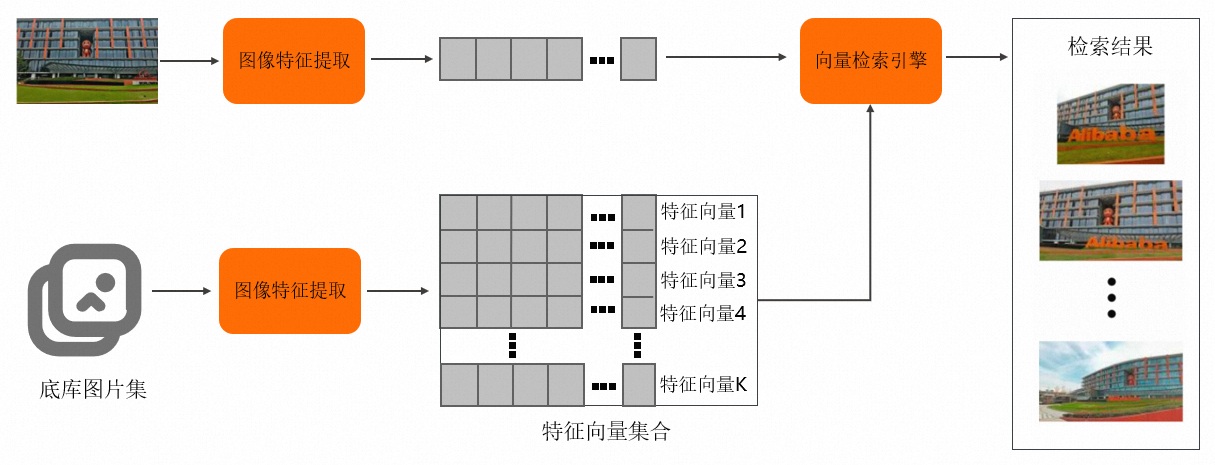 图像特征提取
向量检索引擎
检索结果
Alibaba
Alibaba
特征向量1
特征向量2
特征向量3
特征向量4
图像特征提取
特征向量K
底库图片集
特征向量集合